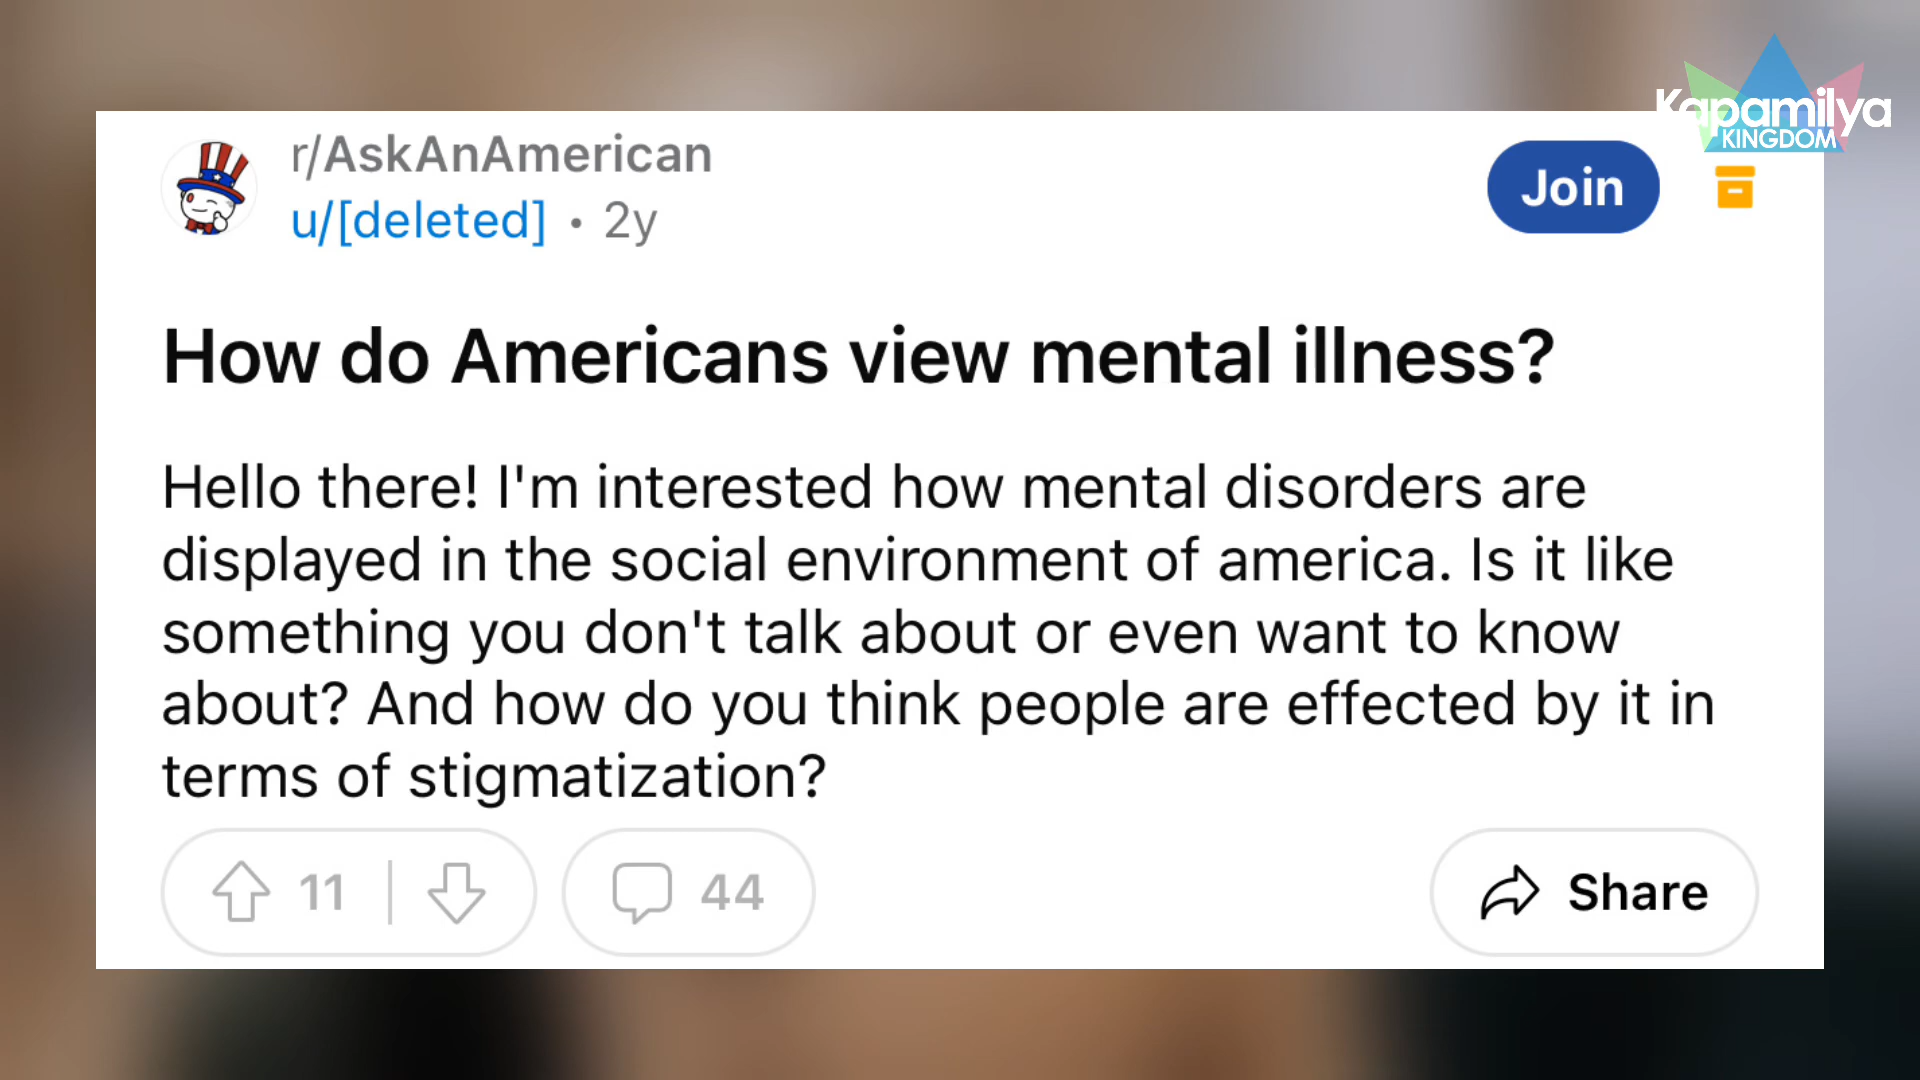 Kapamilya
KINGDOM
r/AskAnAmerican
u/[deleted] • 2y
Join
How do Americans view mental illness?
Hello there! I'm interested how mental disorders are
displayed in the social environment of america. Is it like
something you don't talk about or even want to know
about? And how do you think people are effected by it in
terms of stigmatization?
11
44
Share